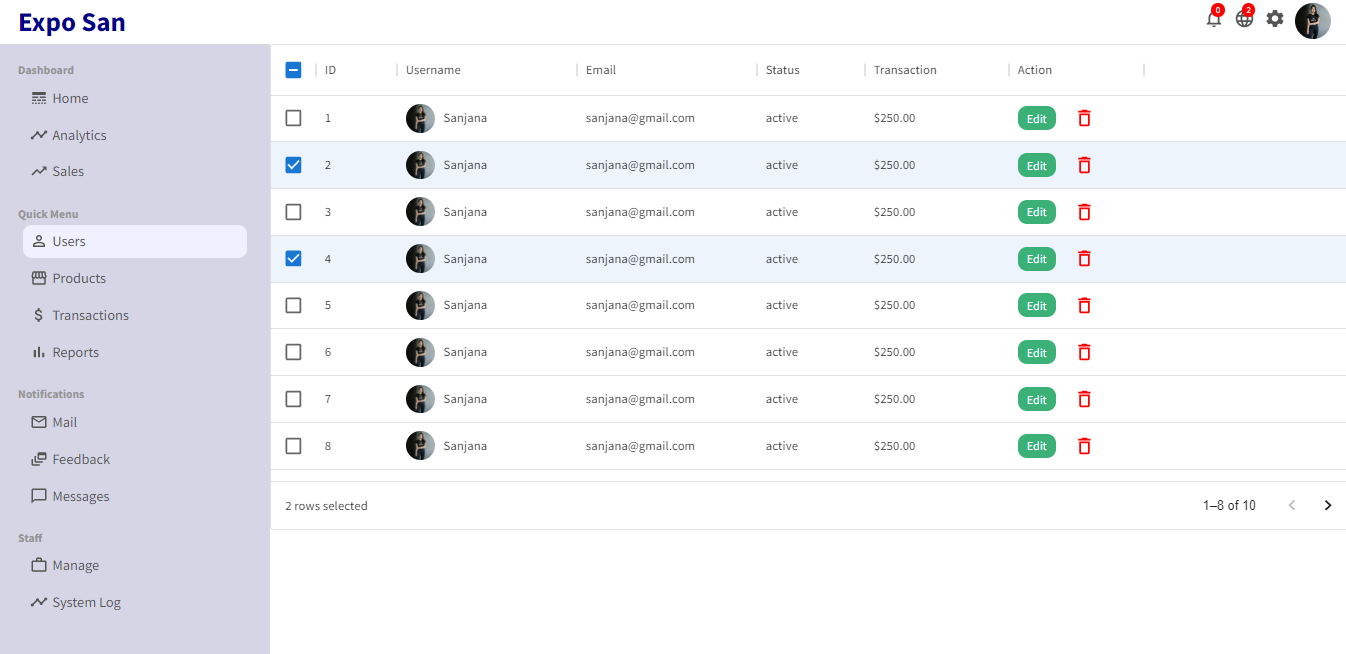 Expo San
0
2
Dashboard
Home
Analytics
Sales
Quick Menu
Users
Products
Transactions
Reports
Notifications
Mail
Feedback
Messages
Staff
Manage
System Log
ID Username Email Status Transaction Action
1 Sanjana sanjana@gmail.com active $250.00 Edit
2 Sanjana sanjana@gmail.com active $250.00 Edit
3 Sanjana sanjana@gmail.com active $250.00 Edit
4 Sanjana sanjana@gmail.com active $250.00 Edit
5 Sanjana sanjana@gmail.com active $250.00 Edit
6 Sanjana sanjana@gmail.com active $250.00 Edit
7 Sanjana sanjana@gmail.com active $250.00 Edit
8 Sanjana sanjana@gmail.com active $250.00 Edit
2 rows selected 1–8 of 10